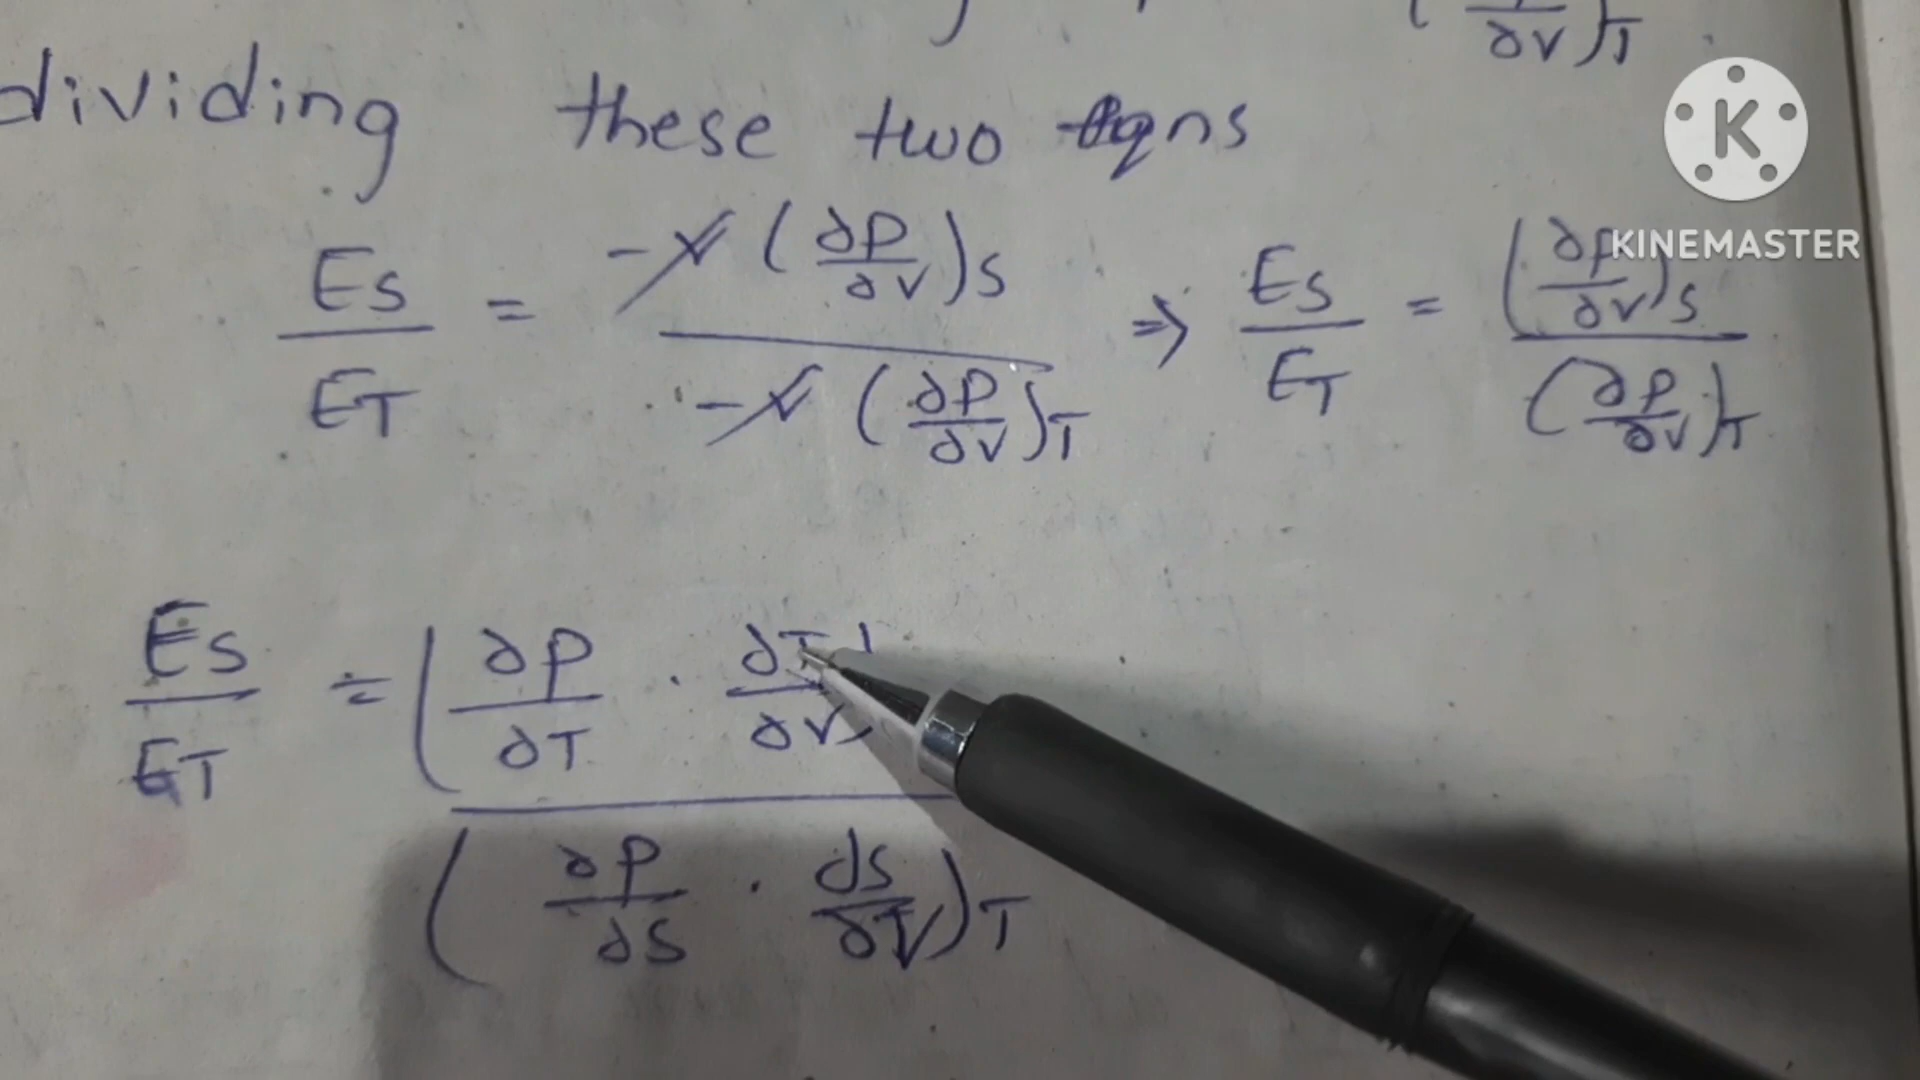 ∂V)T
dividing these two eqns
K
KINEMASTER
Es/ET = -V(∂P/∂V)s / -V(∂P/∂V)T ⇒ Es/ET = (∂P/∂V)s / (∂P/∂V)T
Es/ET = (∂P/∂T · ∂T/∂V) / (∂P/∂S · ∂S/∂V)T